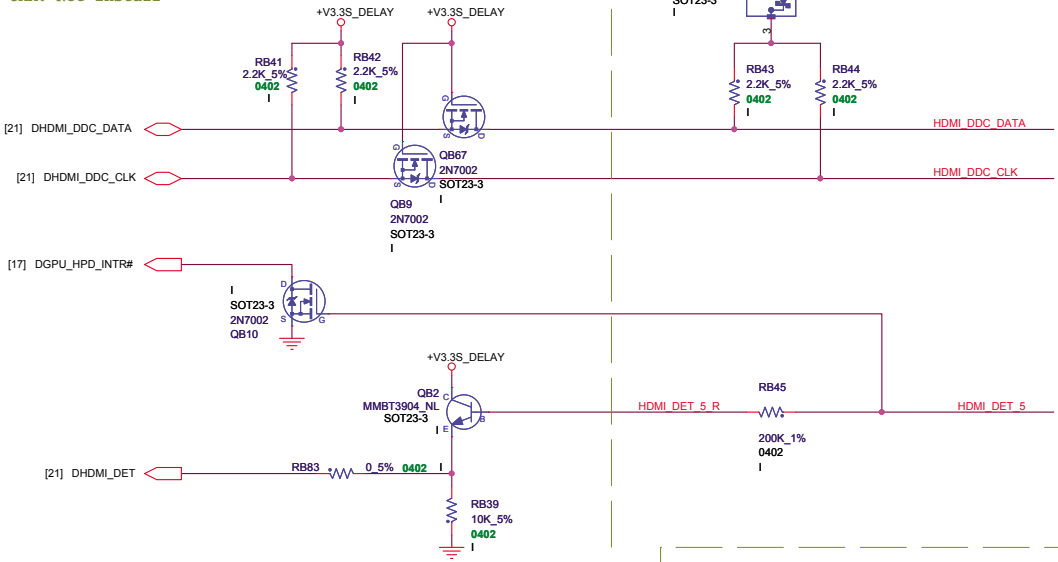 +V3.3S_DELAY
+V3.3S_DELAY
SOT23-3
I
3
RB41
2.2K_5%
0402
I
RB42
2.2K_5%
0402
I
RB43
2.2K_5%
0402
I
RB44
2.2K_5%
0402
I
[21] DHDMI_DDC_DATA
G
S
D
HDMI_DDC_DATA
[21] DHDMI_DDC_CLK
G
S
D
QB67
2N7002
SOT23-3
I
HDMI_DDC_CLK
QB9
2N7002
SOT23-3
I
[17] DGPU_HPD_INTR#
I
SOT23-3
2N7002
QB10
D
S
G
+V3.3S_DELAY
QB2
MMBT3904_NL
SOT23-3
I
C
B
E
HDMI_DET_5_R
RB45
200K_1%
0402
I
HDMI_DET_5
[21] DHDMI_DET
RB83 0_5% 0402 I
RB39
10K_5%
0402
I